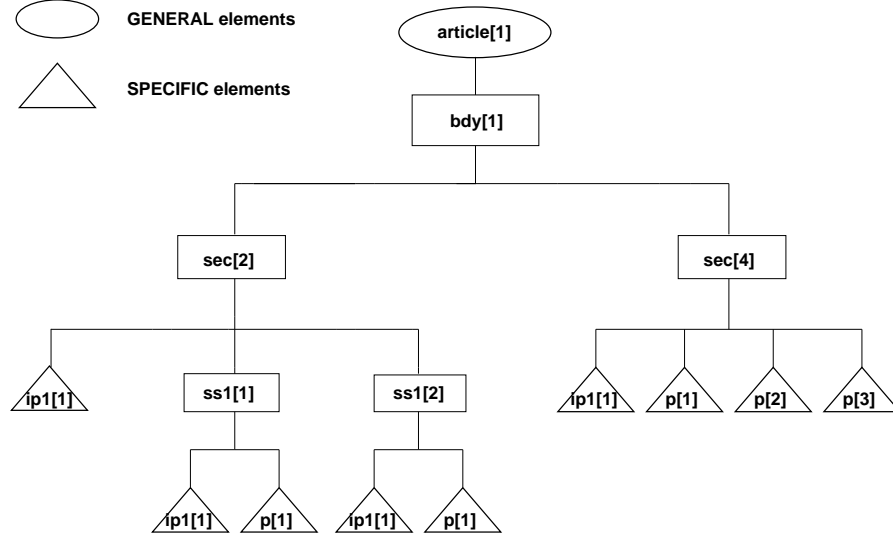 GENERAL elements
article[1]
SPECIFIC elements
bdy[1]
sec[2]
sec[4]
ip1[1]
ss1[1]
ss1[2]
ip1[1]
p[1]
p[2]
p[3]
ip1[1]
p[1]
ip1[1]
p[1]